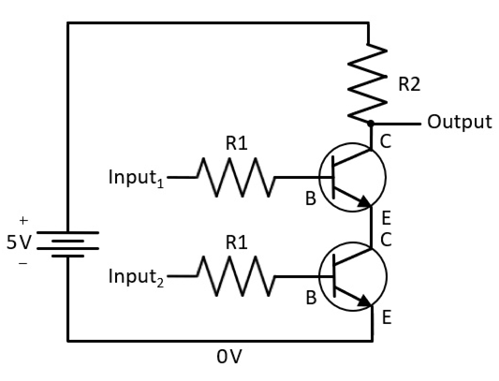 R2
Output
C
R1
Input₁
B
E
+
5V
−
C
R1
Input₂
B
E
0V